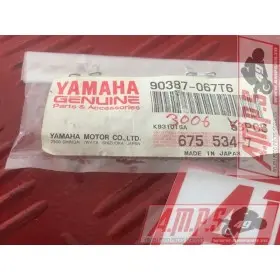 YAMAHA
GENUINE
Parts & Accessories
90387-067T6
3006
YAMAHA MOTOR CO.,LTD.
675 534
MADE IN JAPAN
A.M.P.S